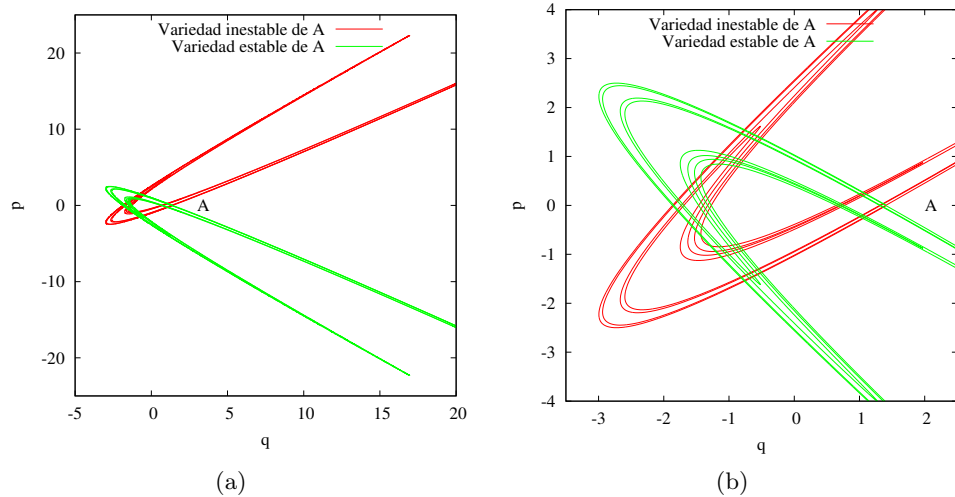 Variedad inestable de A
Variedad estable de A
20
10
0
-10
-20
p
A
-5
0
5
10
15
20
q
(a)
Variedad inestable de A
Variedad estable de A
4
3
2
1
0
-1
-2
-3
-4
p
A
-3
-2
-1
0
1
2
q
(b)